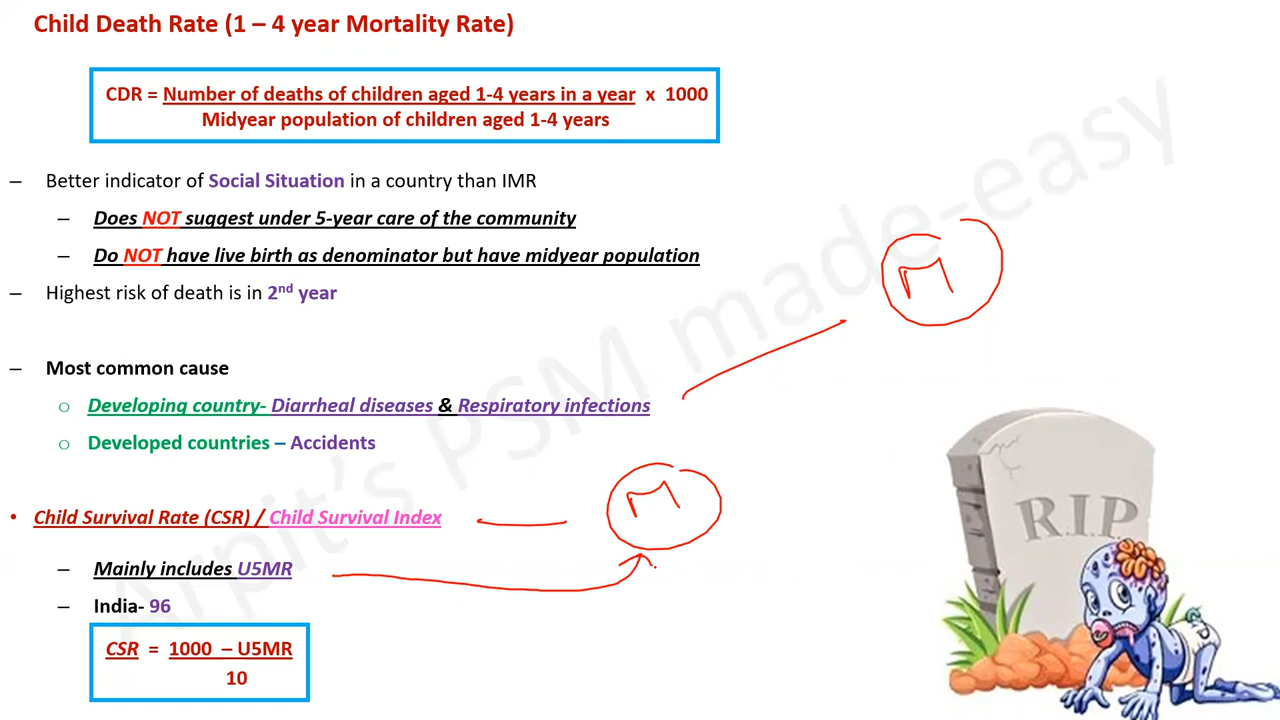 Child Death Rate (1 – 4 year Mortality Rate)
CDR = Number of deaths of children aged 1-4 years in a year x 1000
Midyear population of children aged 1-4 years
– Better indicator of Social Situation in a country than IMR
– Does NOT suggest under 5-year care of the community
– Do NOT have live birth as denominator but have midyear population
– Highest risk of death is in 2nd year
– Most common cause
o Developing country- Diarrheal diseases & Respiratory infections
o Developed countries – Accidents
• Child Survival Rate (CSR) / Child Survival Index
– Mainly includes U5MR
– India- 96
CSR = 1000 – U5MR
10
M
M
R.I.P
Arpit's PSM made-easy